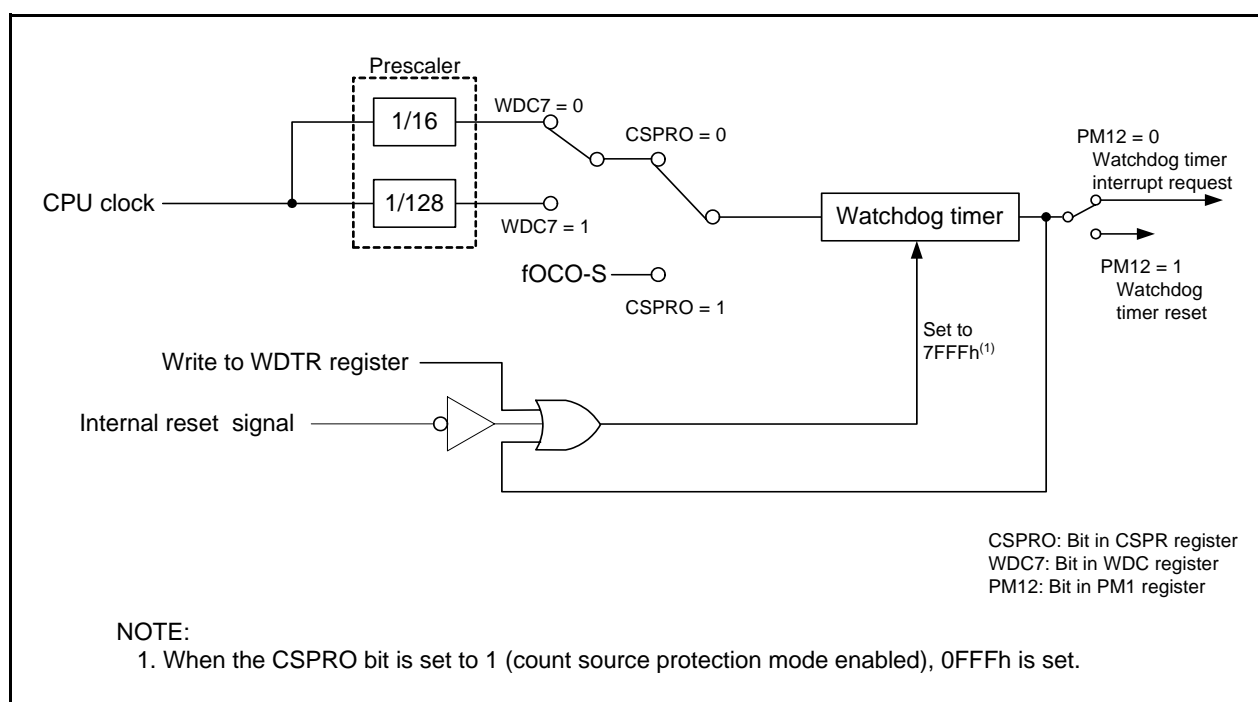 Prescaler
1/16
WDC7 = 0
CSPRO = 0
PM12 = 0
Watchdog timer
interrupt request
CPU clock
1/128
WDC7 = 1
Watchdog timer
fOCO-S
CSPRO = 1
PM12 = 1
Watchdog
timer reset
Set to
7FFFh(1)
Write to WDTR register
Internal reset signal
CSPRO: Bit in CSPR register
WDC7: Bit in WDC register
PM12: Bit in PM1 register
NOTE:
1. When the CSPRO bit is set to 1 (count source protection mode enabled), 0FFFh is set.